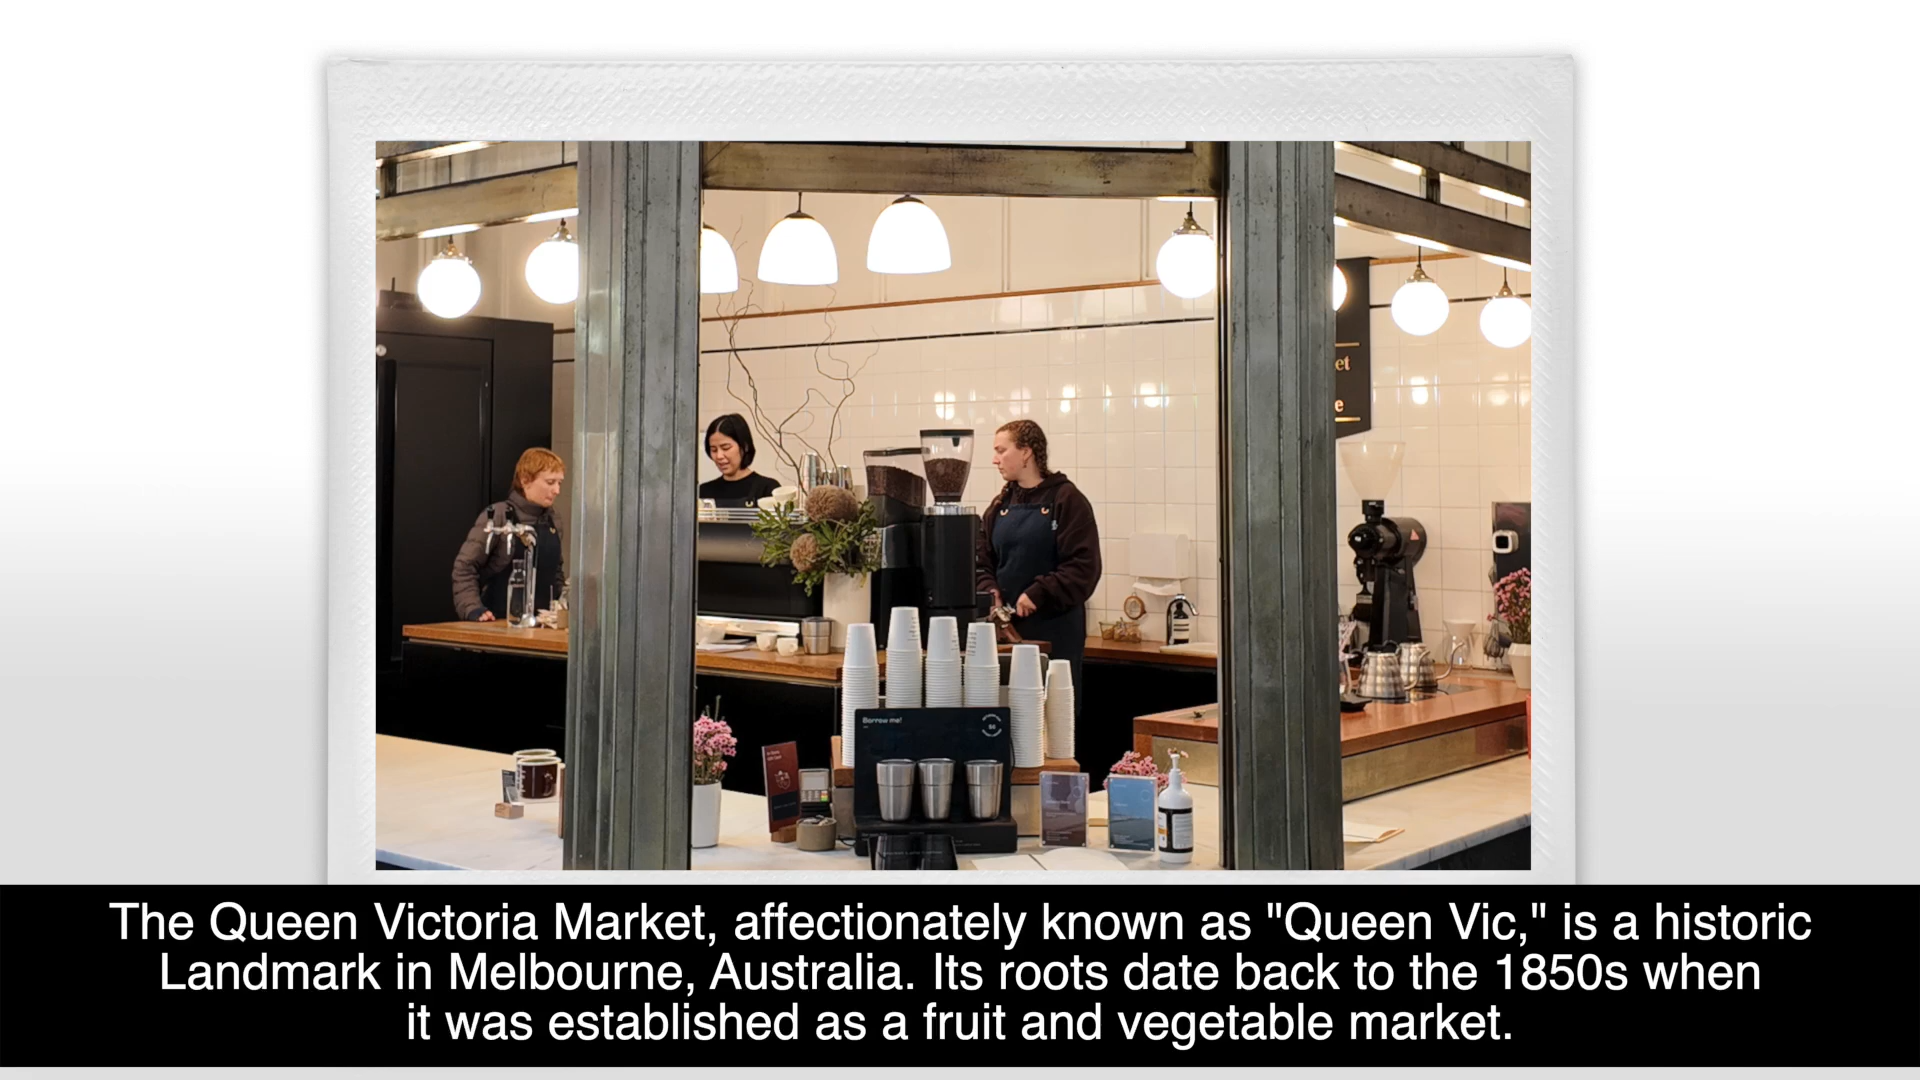 et
e
Borrow me!
The Queen Victoria Market, affectionately known as "Queen Vic," is a historic
Landmark in Melbourne, Australia. Its roots date back to the 1850s when
it was established as a fruit and vegetable market.